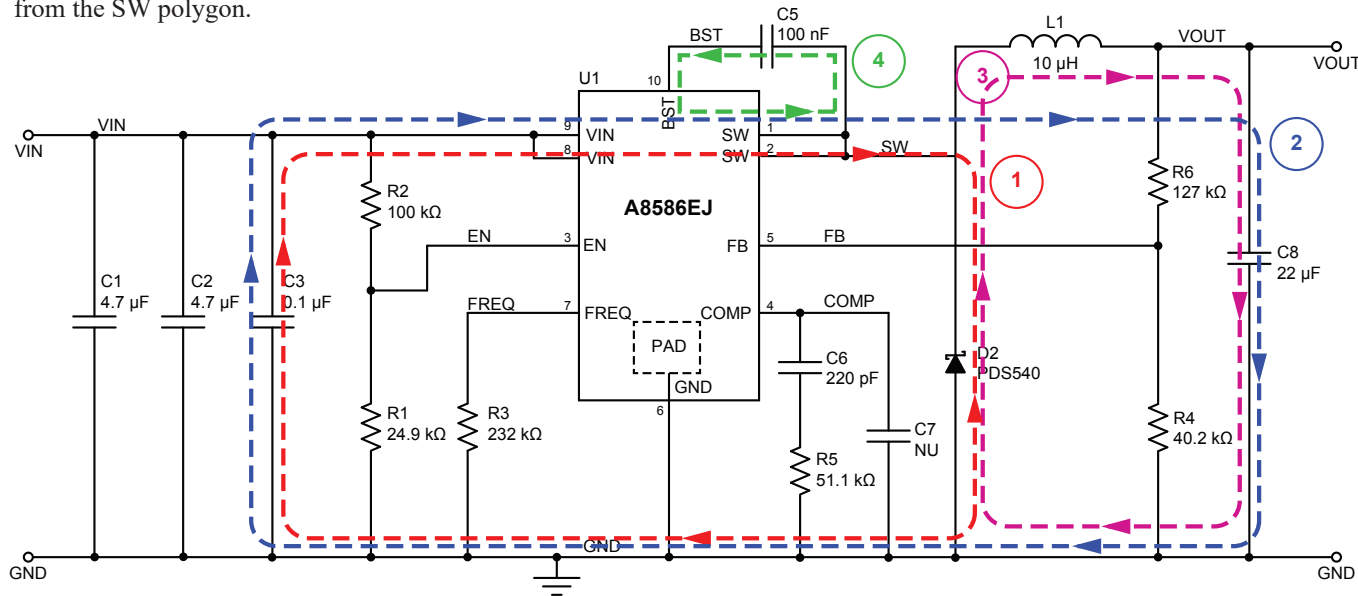 from the SW polygon.
C5
100 nF
BST
4
L1
10 µH
VOUT
VOUT
3
U1
10
BST
VIN
VIN
9
VIN
8
VIN
SW
1
SW
2
SW
2
1
R2
100 kΩ
A8586EJ
R6
127 kΩ
EN
3
EN
FB
5
FB
C1
4.7 µF
C2
4.7 µF
C3
0.1 µF
C8
22 µF
FREQ
7
FREQ
COMP
4
COMP
PAD
GND
6
C6
220 pF
D2
PDS540
R1
24.9 kΩ
R3
232 kΩ
C7
NU
R4
40.2 kΩ
R5
51.1 kΩ
GND
GND
GND